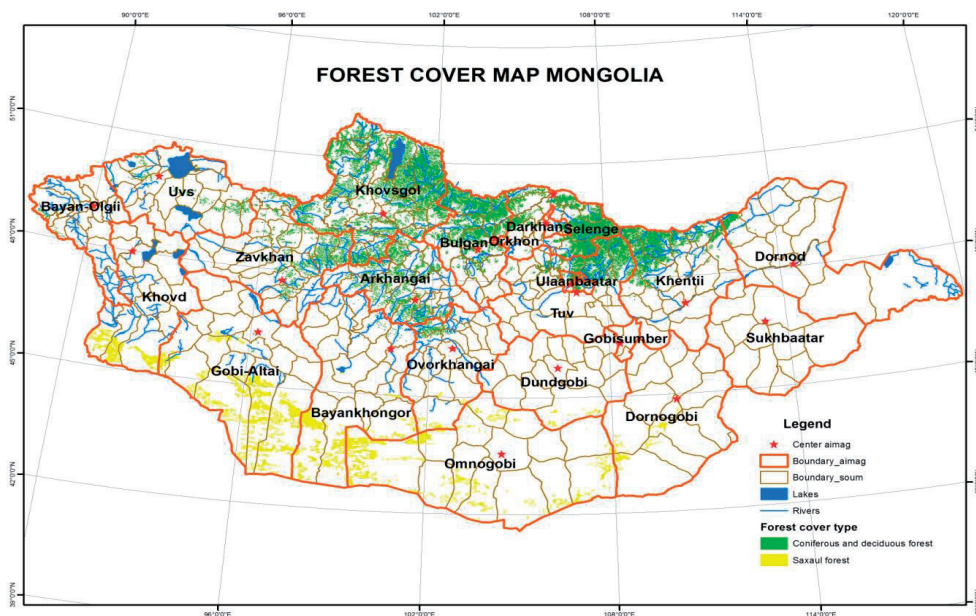 90°0'0"E 96°0'0"E 102°0'0"E 108°0'0"E 114°0'0"E 120°0'0"E
FOREST COVER MAP MONGOLIA
51°0'0"N
Khovsgol
Uvs
Bayan-Olgii
48°0'0"N
Darkhan
Selenge
Bulgan
Orkhon
Zavkhan
Dornod
Arkhangai
Ulaanbaatar
Khentii
Khovd
Tuv
Gobisumber
Sukhbaatar
45°0'0"N
Ovorkhangai
Gobi-Altai
Dundgobi
Bayankhongor
Dornogobi
Omnogobi
42°0'0"N
Legend
Center aimag
Boundary_aimag
Boundary_soum
Lakes
Rivers
Forest cover type
Coniferous and deciduous forest
Saxaul forest
39°0'0"N
96°0'0"E 102°0'0"E 108°0'0"E 114°0'0"E